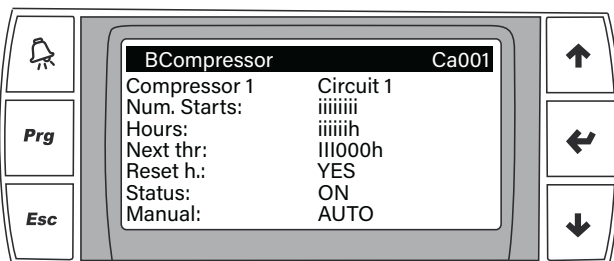 BCompressor Ca001
Compressor 1 Circuit 1
Num. Starts: iiiiiiii
Hours: iiiiiih
Next thr: III000h
Reset h.: YES
Status: ON
Manual: AUTO
Prg
Esc